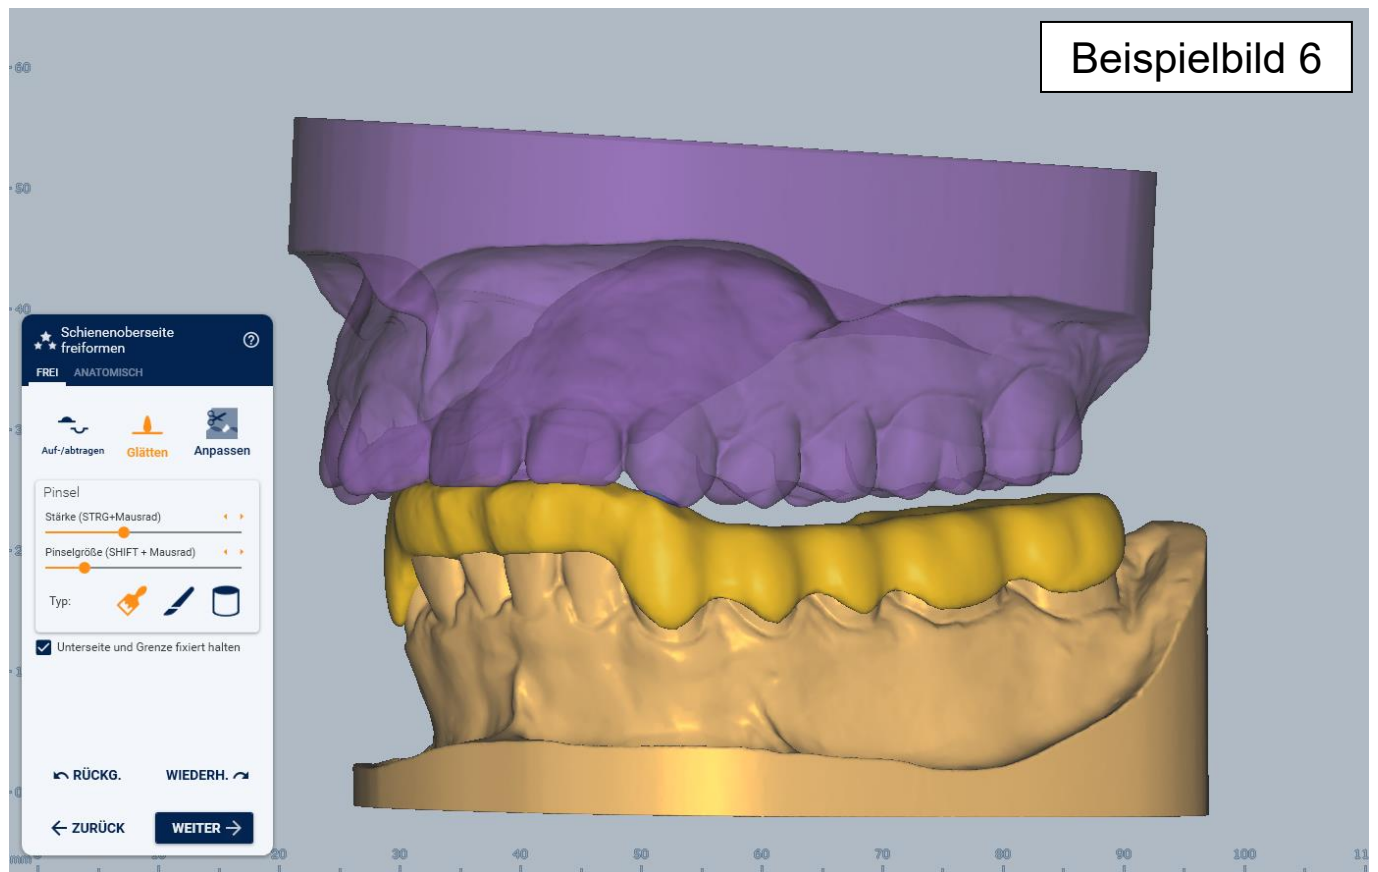 Beispielbild 6
60
50
40
Schienenoberseite
freiformen
FREI ANATOMISCH
Auf-/abtragen Glätten Anpassen
Pinsel
Stärke (STRG+Mausrad)
Pinselgröße (SHIFT + Mausrad)
Typ:
Unterseite und Grenze fixiert halten
RÜCKG. WIEDERH.
ZURÜCK WEITER
30 40 50 60 70 80 90 100